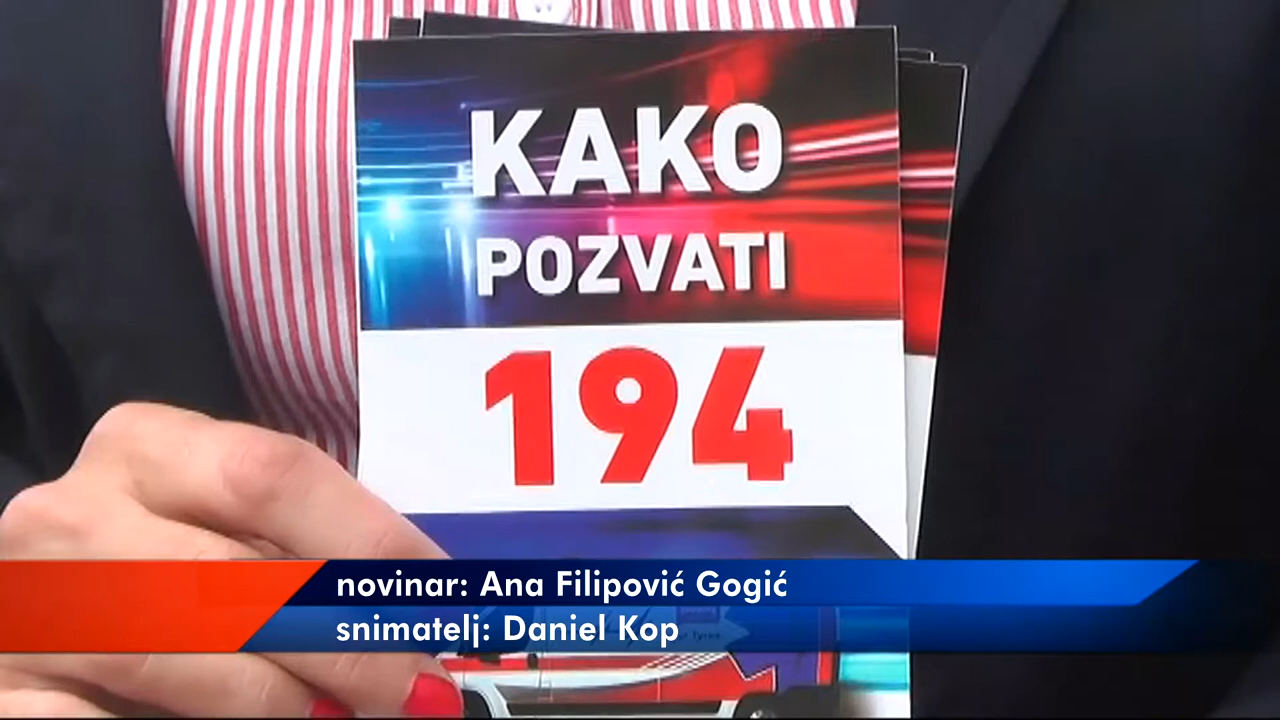 KAKO
POZVATI
194
novinar: Ana Filipović Gogić
snimatelj: Daniel Kop